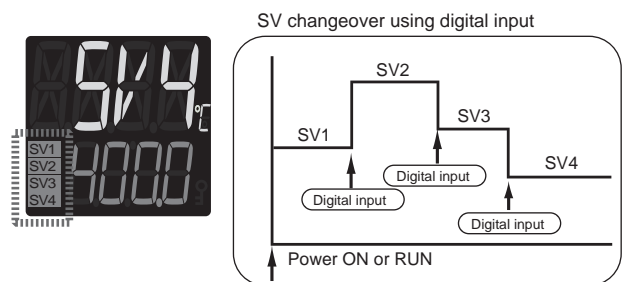 SV changeover using digital input
SV4
°C
SV1
SV2
SV3
SV4
400.0
SV1
SV2
SV3
SV4
Digital input
Digital input
Digital input
Power ON or RUN